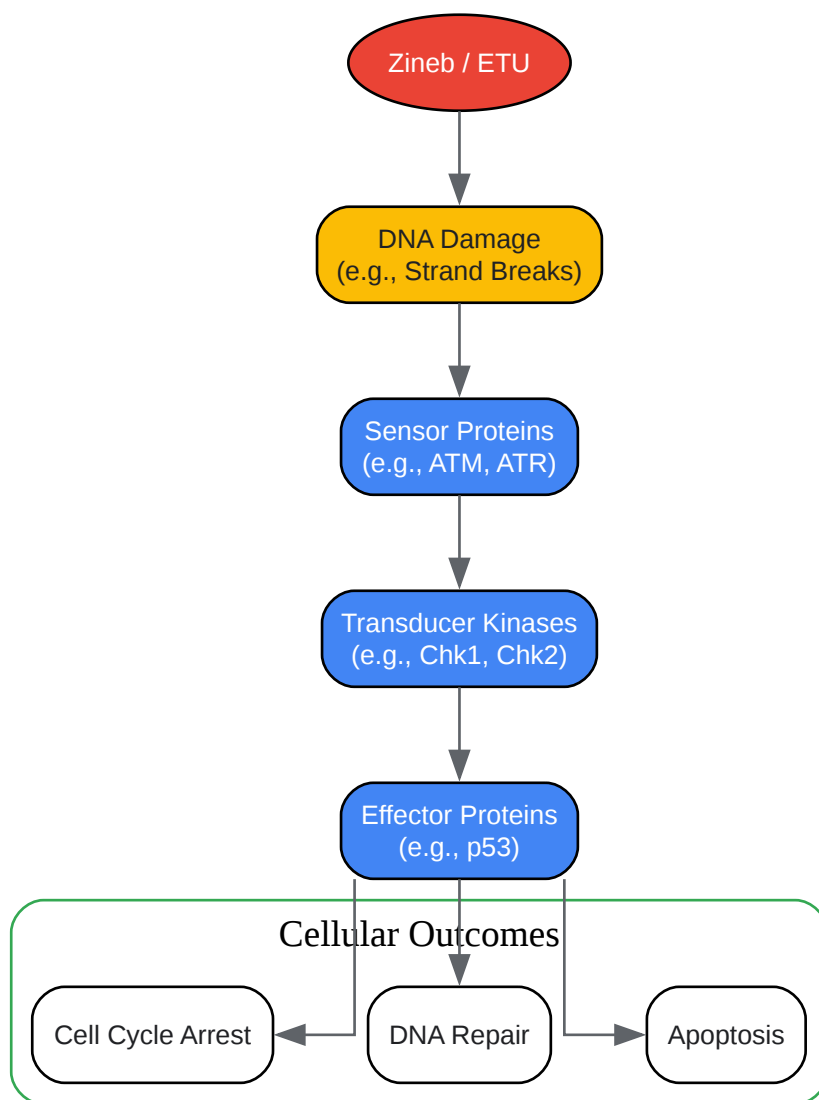 Zineb / ETU
DNA Damage
(e.g., Strand Breaks)
Sensor Proteins
(e.g., ATM, ATR)
Transducer Kinases
(e.g., Chk1, Chk2)
Effector Proteins
(e.g., p53)
Cellular Outcomes
Cell Cycle Arrest
DNA Repair
Apoptosis